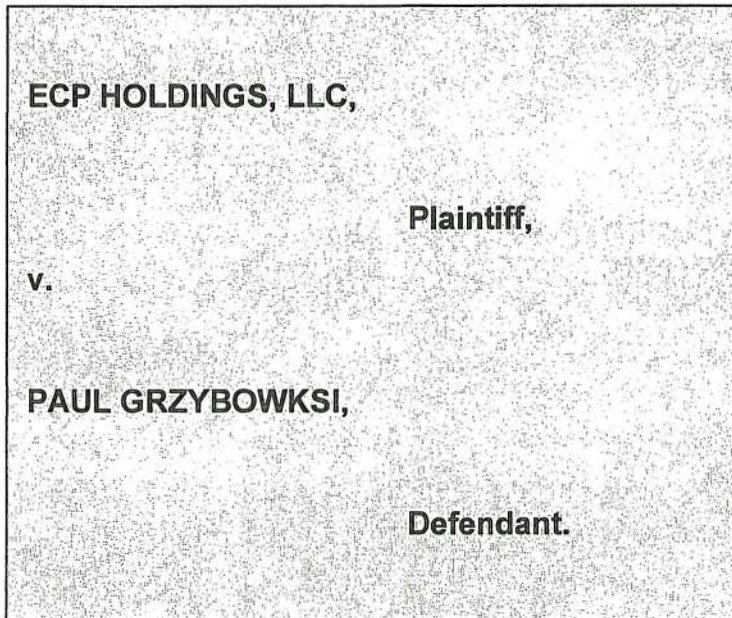 ECP HOLDINGS, LLC,
Plaintiff,
v.
PAUL GRZYBOWKSI,
Defendant.